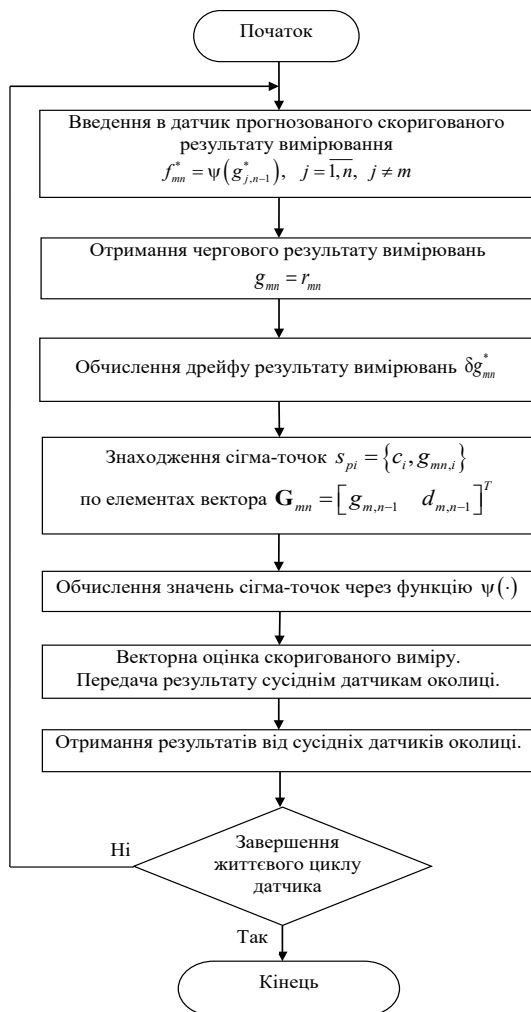 Початок
Введення в датчик прогнозованого скоригованого
результату вимірювання
f*ₘₙ = ψ(g*ⱼ,ₙ₋₁), j = 1,n̅, j ≠ m
Отримання чергового результату вимірювань
gₘₙ = rₘₙ
Обчислення дрейфу результату вимірювань δg*ₘₙ
Знаходження сігма-точок sₚᵢ = {cᵢ, gₘₙ,ᵢ}
по елементах вектора Gₘₙ = [gₘ,ₙ₋₁ dₘ,ₙ₋₁]ᵀ
Обчислення значень сігма-точок через функцію ψ(·)
Векторна оцінка скоригованого виміру.
Передача результату сусіднім датчикам околиці.
Отримання результатів від сусідніх датчиків околиці.
Ні
Завершення
життєвого циклу
датчика
Так
Кінець